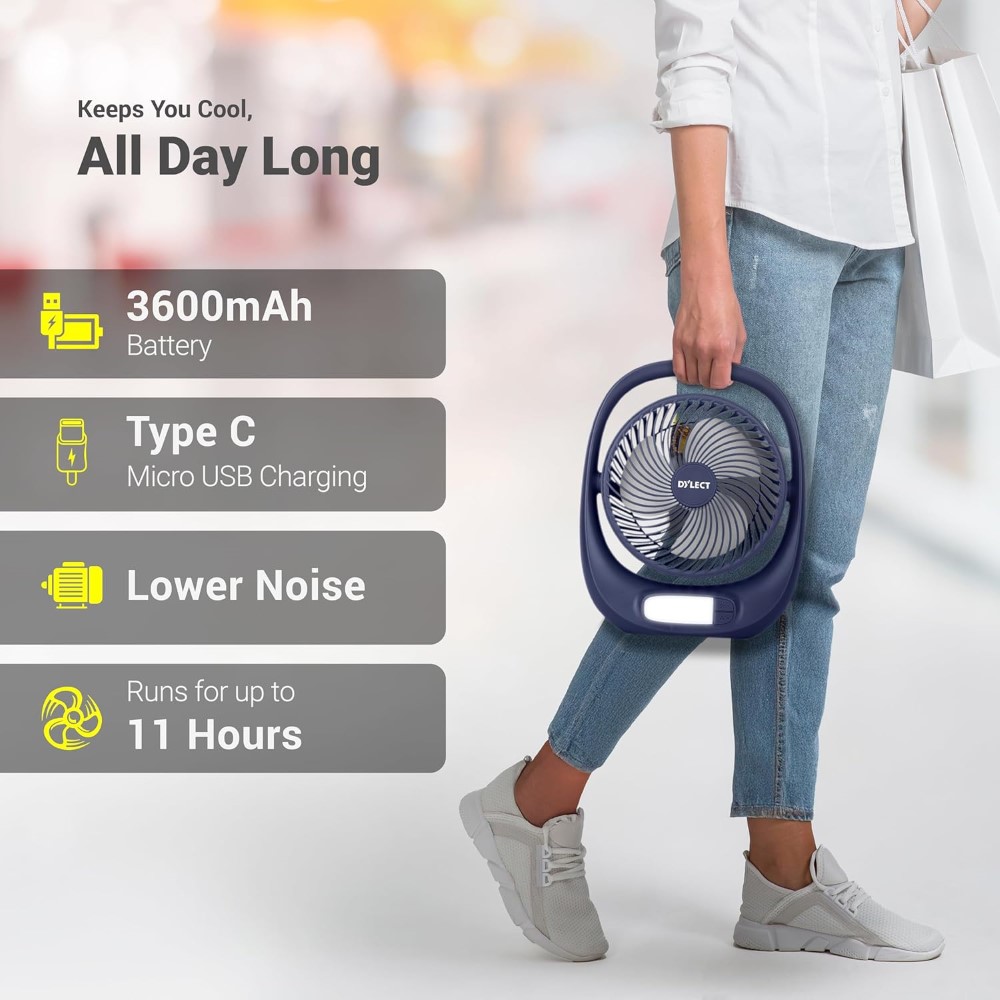 Keeps You Cool,
All Day Long
3600mAh
Battery
Type C
Micro USB Charging
Lower Noise
Runs for up to
11 Hours
DYLECT